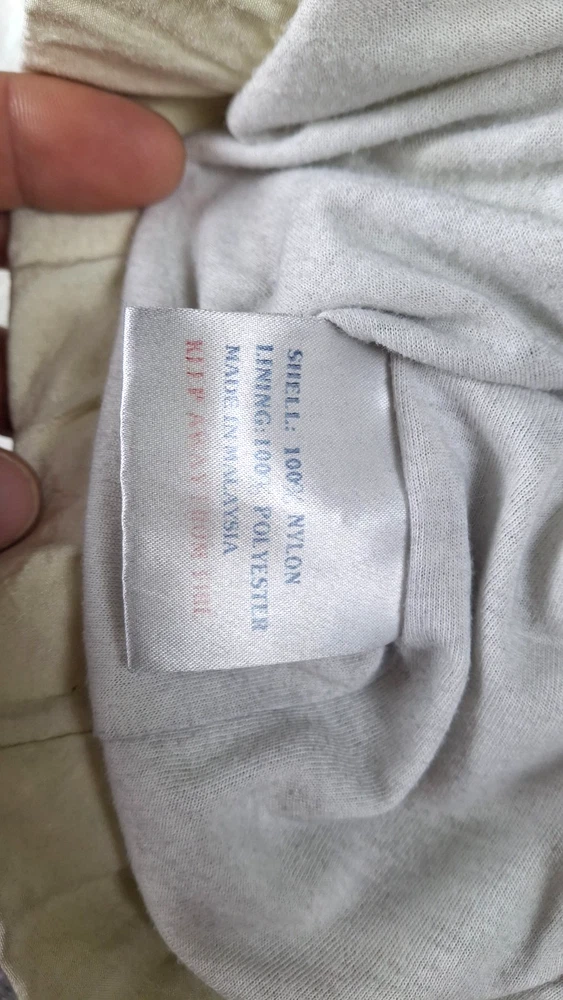 SHELL: 100% NYLON
LINING: 100% POLYESTER
MADE IN MALAYSIA
KEEP AWAY FROM FIRE